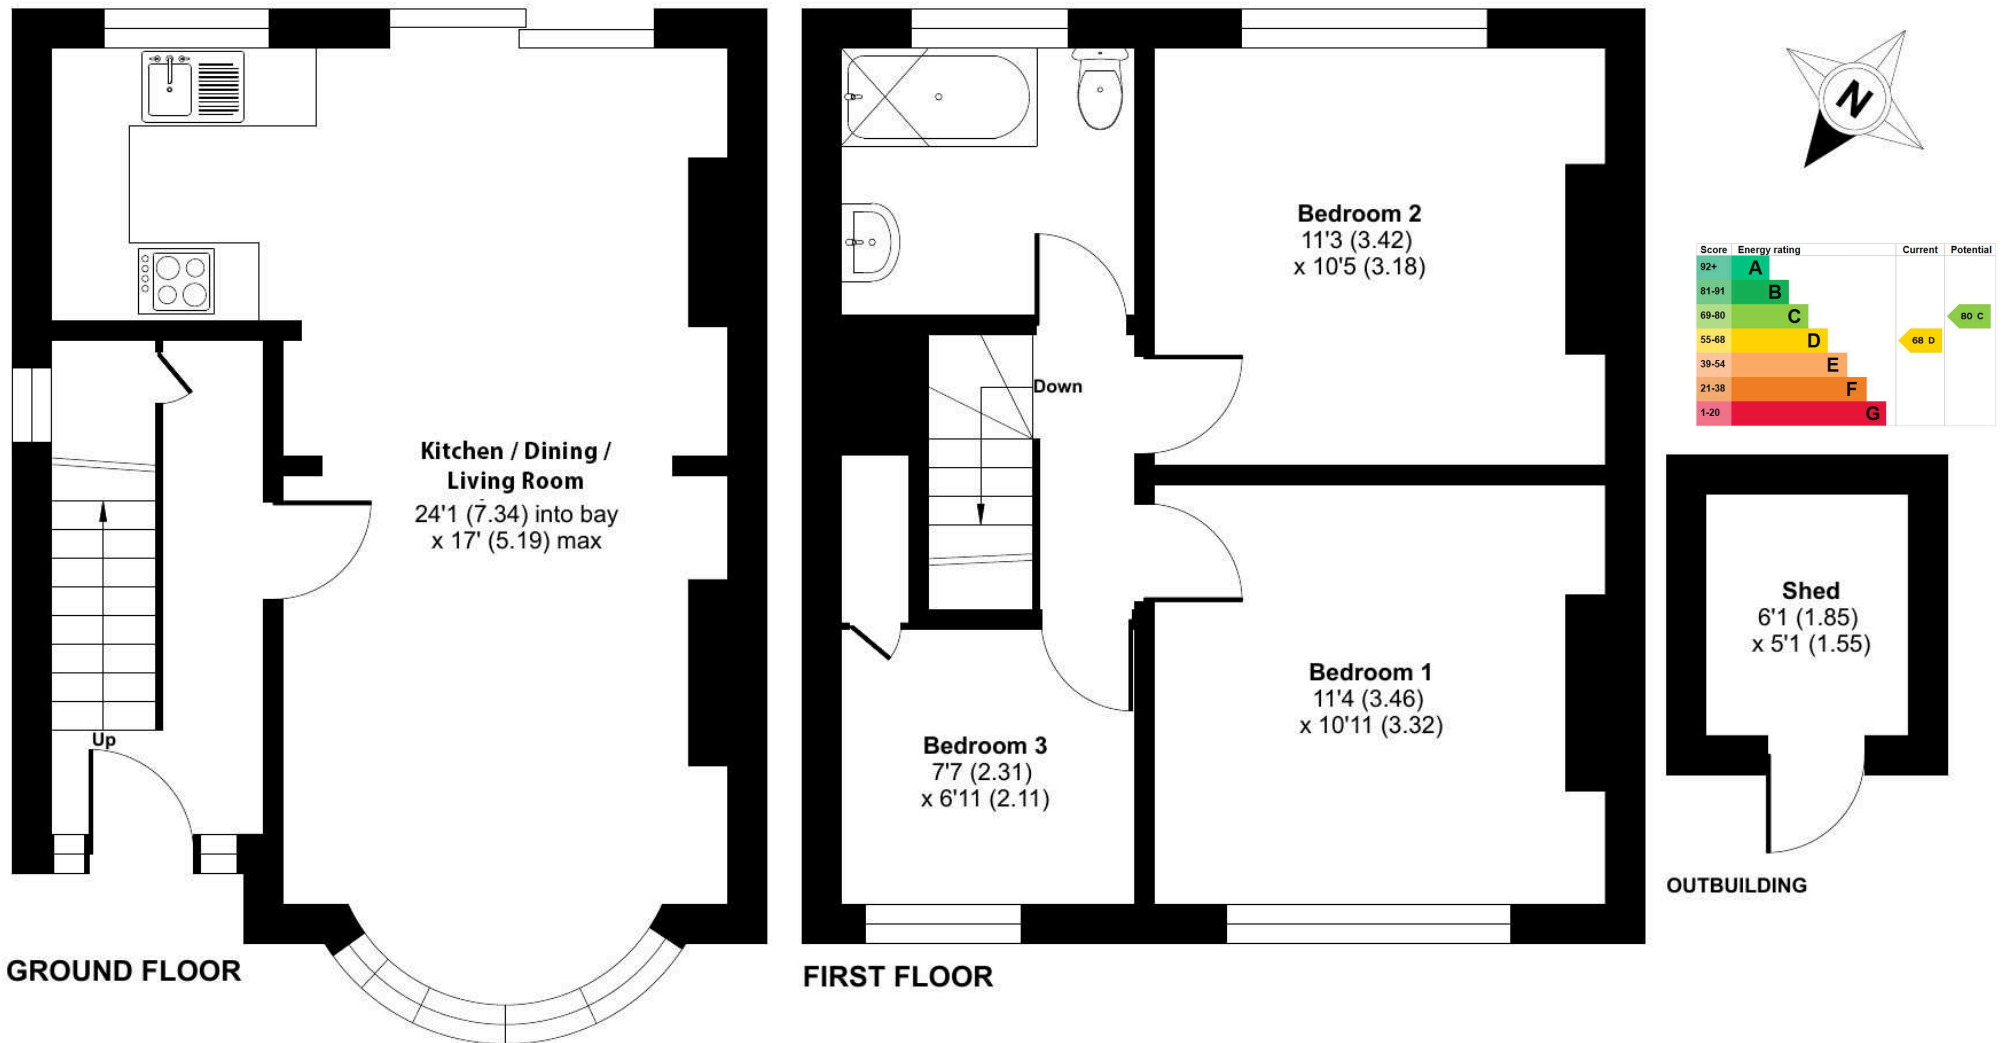 Kitchen / Dining /
Living Room
24'1 (7.34) into bay
x 17' (5.19) max
Up
GROUND FLOOR
Bedroom 2
11'3 (3.42)
x 10'5 (3.18)
Down
Bedroom 1
11'4 (3.46)
x 10'11 (3.32)
Bedroom 3
7'7 (2.31)
x 6'11 (2.11)
FIRST FLOOR
N
Score Energy rating Current Potential
92+ A
81-91 B
69-80 C 80 C
55-68 D 68 D
39-54 E
21-38 F
1-20 G
Shed
6'1 (1.85)
x 5'1 (1.55)
OUTBUILDING